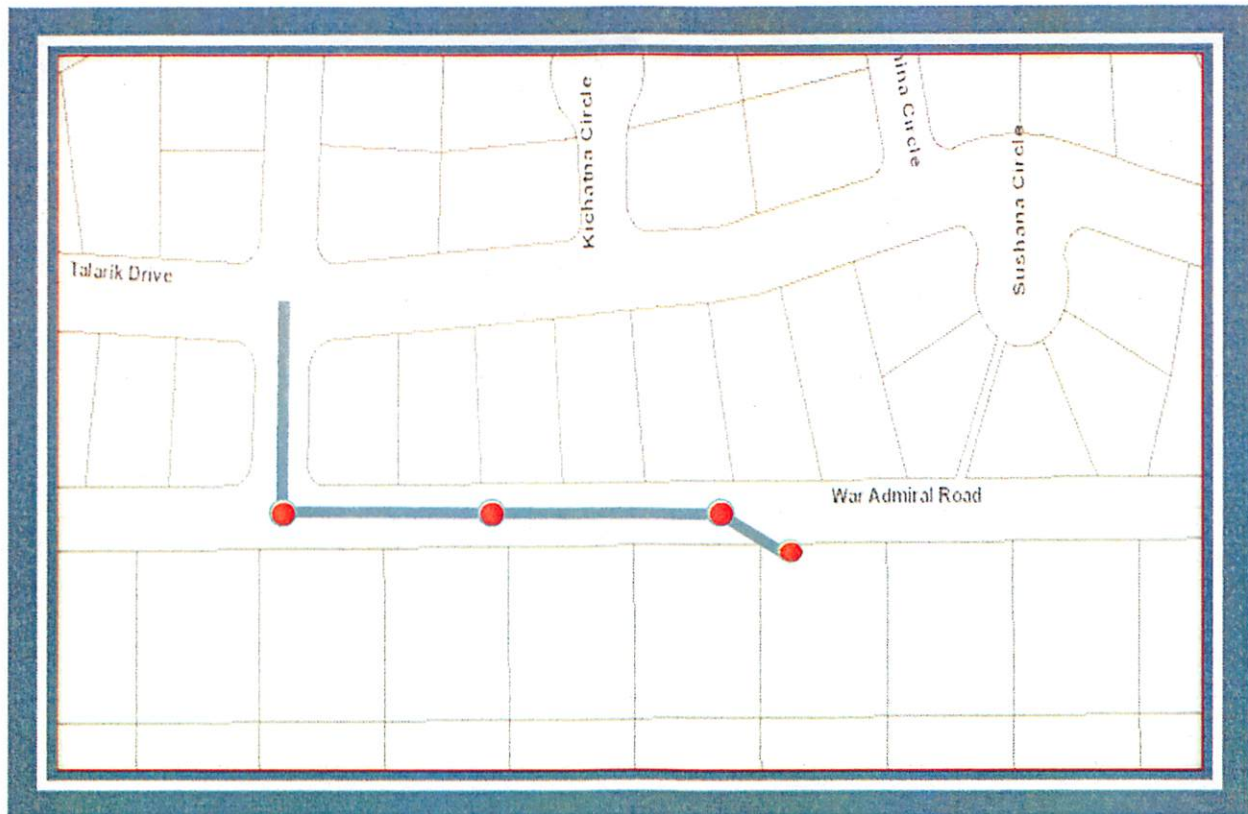 Kichatna Circle
Circle
Sushana Circle
Talarik Drive
War Admiral Road